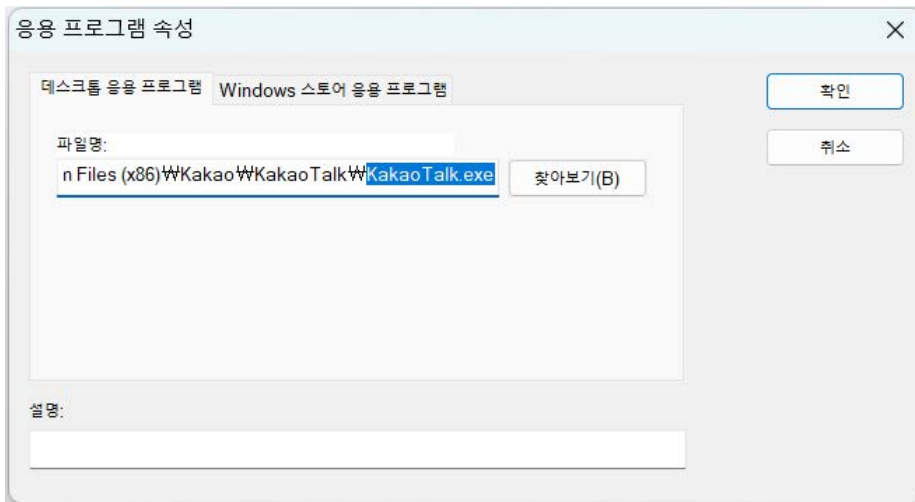 응용 프로그램 속성
데스크톱 응용 프로그램 Windows 스토어 응용 프로그램
확인
파일명:
취소
n Files (x86)₩Kakao₩KakaoTalk₩KakaoTalk.exe 찾아보기(B)
설명: